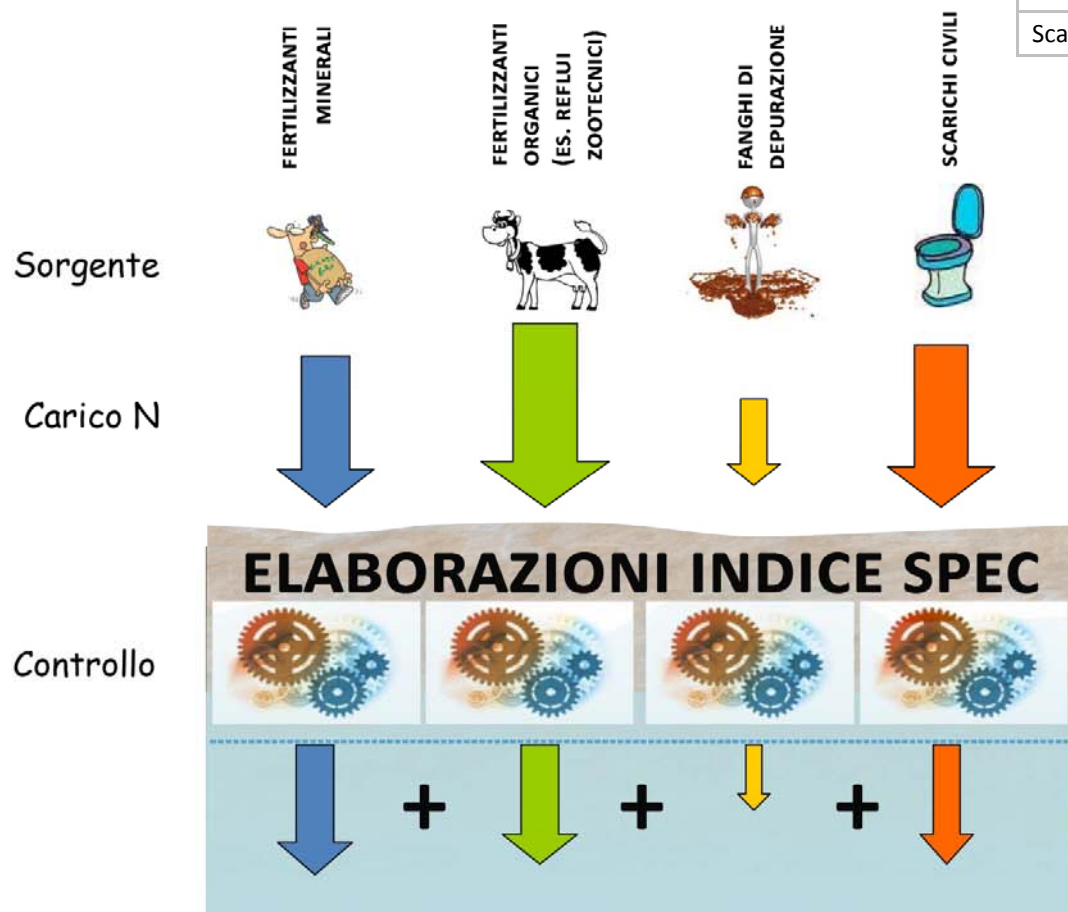 Sca
FERTILIZZANTI
MINERALI
FERTILIZZANTI
ORGANICI
(ES. REFLUI
ZOOTECNICI)
FANGHI DI
DEPURAZIONE
SCARICHI CIVILI
Sorgente
Carico N
ELABORAZIONI INDICE SPEC
Controllo
+ + +